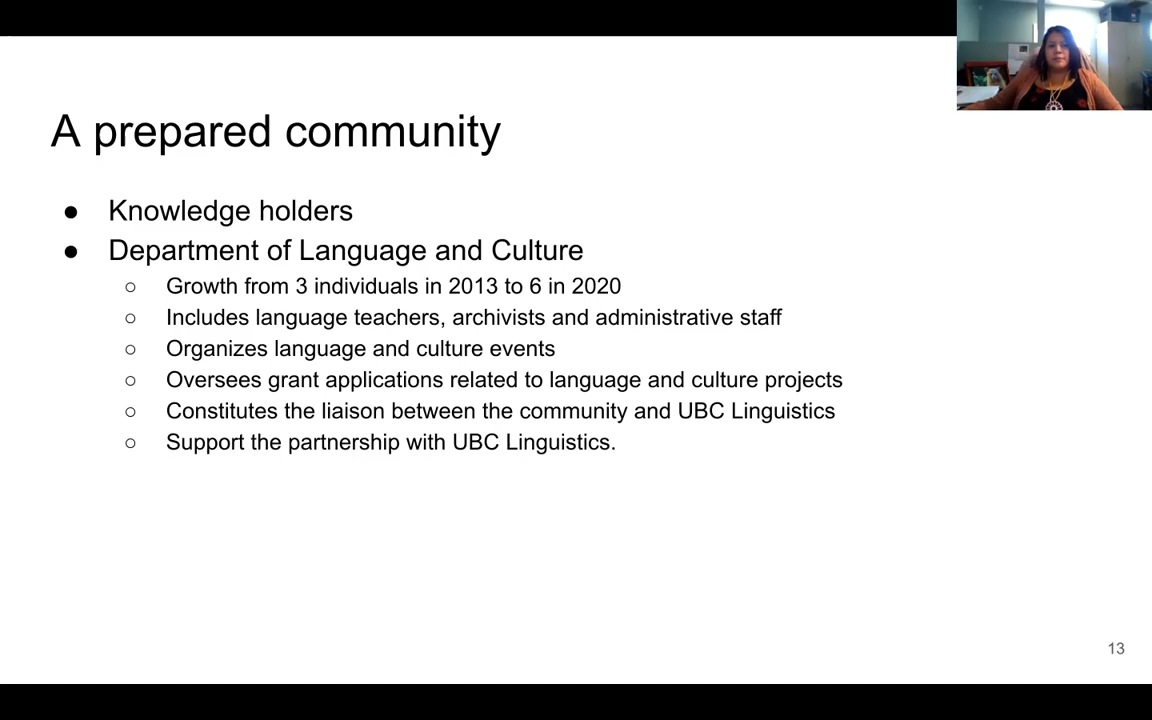 A prepared community
● Knowledge holders
● Department of Language and Culture
○ Growth from 3 individuals in 2013 to 6 in 2020
○ Includes language teachers, archivists and administrative staff
○ Organizes language and culture events
○ Oversees grant applications related to language and culture projects
○ Constitutes the liaison between the community and UBC Linguistics
○ Support the partnership with UBC Linguistics.
13